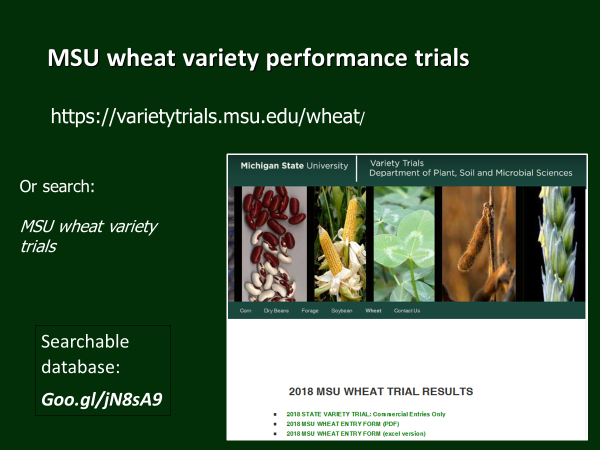 MSU wheat variety performance trials
https://varietytrials.msu.edu/wheat/
Or search:
MSU wheat variety
trials
Searchable
database:
Goo.gl/jN8sA9
Michigan State University
Variety Trials
Department of Plant, Soil and Microbial Sciences
Corn Dry Beans Forage Soybean Wheat Contact Us
2018 MSU WHEAT TRIAL RESULTS
2018 STATE VARIETY TRIAL: Commercial Entries Only
2018 MSU WHEAT ENTRY FORM (PDF)
2018 MSU WHEAT ENTRY FORM (excel version)